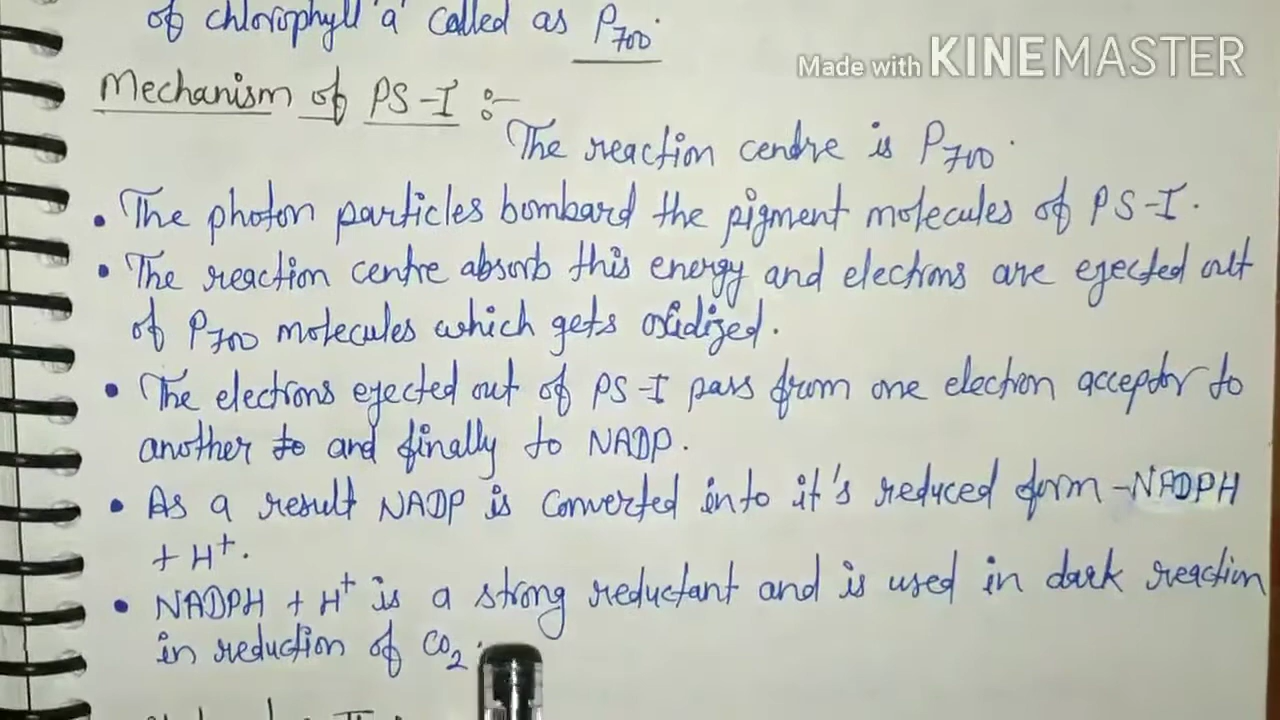 of chlorophyll 'a' called as P700.
Made with KINEMASTER
Mechanism of PS-I :-
The reaction centre is P700.
• The photon particles bombard the pigment molecules of PS-I.
• The reaction centre absorb this energy and electrons are ejected out
of P700 molecules which gets oxidized.
• The electrons ejected out of PS-I pass from one electron acceptor to
another to and finally to NADP.
• As a result NADP is converted into it's reduced form - NADPH
+ H+.
• NADPH + H+ is a strong reductant and is used in dark reaction
in reduction of CO2.